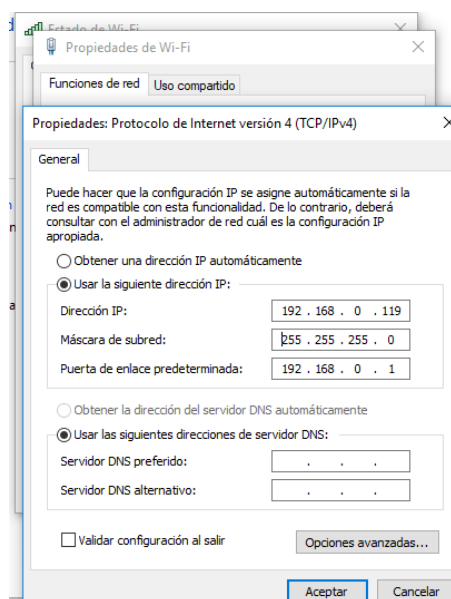 Estado de Wi-Fi
Propiedades de Wi-Fi
Funciones de red
Uso compartido
Propiedades: Protocolo de Internet versión 4 (TCP/IPv4)
General
Puede hacer que la configuración IP se asigne automáticamente si la
red es compatible con esta funcionalidad. De lo contrario, deberá
consultar con el administrador de red cuál es la configuración IP
apropiada.
Obtener una dirección IP automáticamente
Usar la siguiente dirección IP:
Dirección IP: 192 . 168 . 0 . 119
Máscara de subred: 255 . 255 . 255 . 0
Puerta de enlace predeterminada: 192 . 168 . 0 . 1
Obtener la dirección del servidor DNS automáticamente
Usar las siguientes direcciones de servidor DNS:
Servidor DNS preferido: . . .
Servidor DNS alternativo: . . .
Validar configuración al salir
Opciones avanzadas...
Aceptar
Cancelar